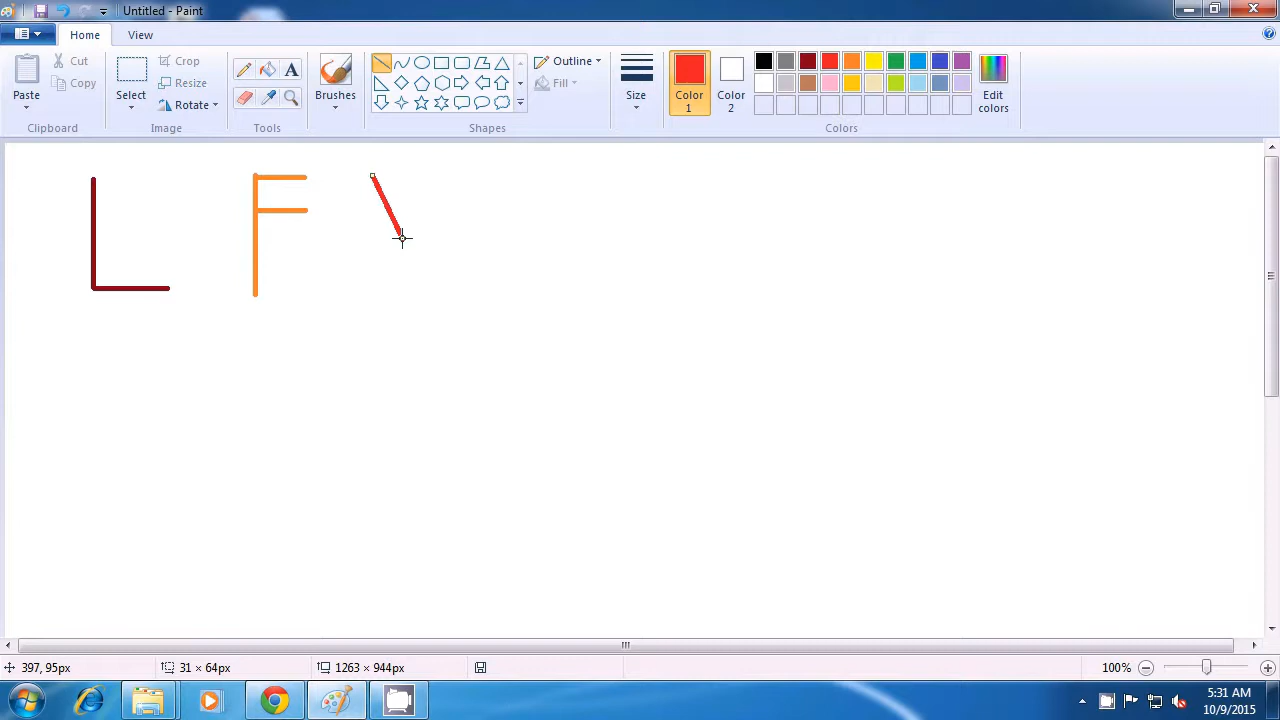 Untitled - Paint
Home View
Paste Cut Copy Clipboard
Select Crop Resize Rotate Image
A Tools
Brushes
Outline Fill Shapes
Size
Color 1 Color 2 Edit colors Colors
L F
397, 95px 31 × 64px 1263 × 944px 100%
5:31 AM
10/9/2015